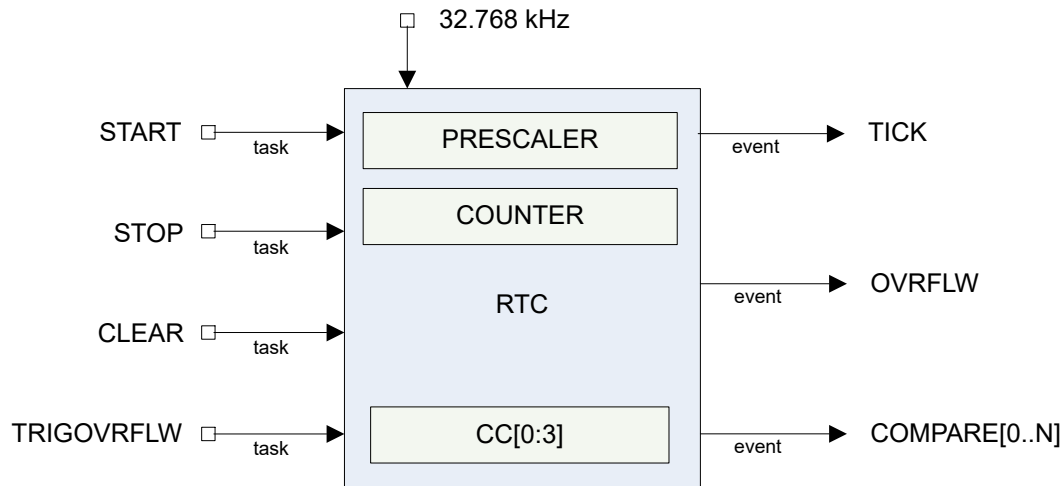 32.768 kHz
START
task
PRESCALER
event
TICK
STOP
task
COUNTER
RTC
event
OVRFLW
CLEAR
task
TRIGOVRFLW
task
CC[0:3]
event
COMPARE[0..N]